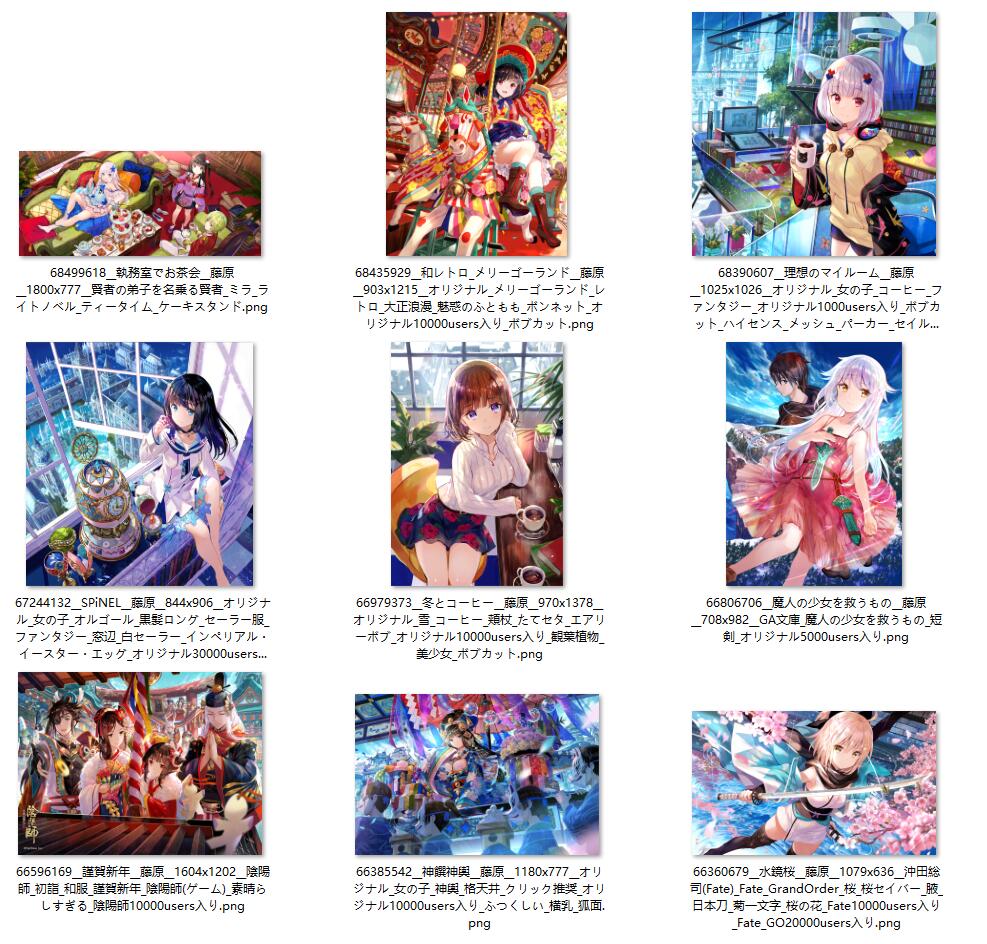 68499618__執務室でお茶会__藤原
__1800x777__賢者の弟子を名乗る賢者_ミラ_ラ
イトノベル_ティータイム_ケーキスタンド.png
68435929__和レトロ_メリーゴーランド__藤原
__903x1215__オリジナル_メリーゴーランド_レ
トロ_大正浪漫_魅惑のふともも_ボンネット_オ
リジナル10000users入り_ボブカット.png
68390607__理想のマイルーム__藤原
__1025x1026__オリジナル_女の子_コーヒー_フ
ァンタジー_オリジナル1000users入り_ボブカ
ット_ハイセンス_メッシュ_パーカー_セイル...
67244132__SPiNEL__藤原__844x906__オリジナ
ル_女の子_オルゴール_黒髪ロング_セーラー服_
ファンタジー_窓辺_白セーラー_インペリアル・
イースター・エッグ_オリジナル30000users...
66979373__冬とコーヒー__藤原__970x1378__
オリジナル_雪_コーヒー_頬杖_たてセタ_エアリ
ーボブ_オリジナル10000users入り_観葉植物_
美少女_ボブカット.png
66806706__魔人の少女を救うもの__藤原
__708x982__GA文庫_魔人の少女を救うもの_短
剣_オリジナル5000users入り.png
陰陽師
66596169__謹賀新年__藤原__1604x1202__陰陽
師_初詣_和服_謹賀新年_陰陽師(ゲーム)_素晴ら
しすぎる_陰陽師10000users入り.png
66385542__神饌神輿__藤原__1180x777__オリ
ジナル_女の子_神輿_格天井_クリック推奨_オリ
ジナル10000users入り_ふつくしい_横乳_狐面.
png
66360679__水鏡桜__藤原__1079x636__沖田総
司(Fate)_Fate_GrandOrder_桜_桜セイバー_腋_
日本刀_菊一文字_桜の花_Fate10000users入り
_Fate_GO20000users入り.png